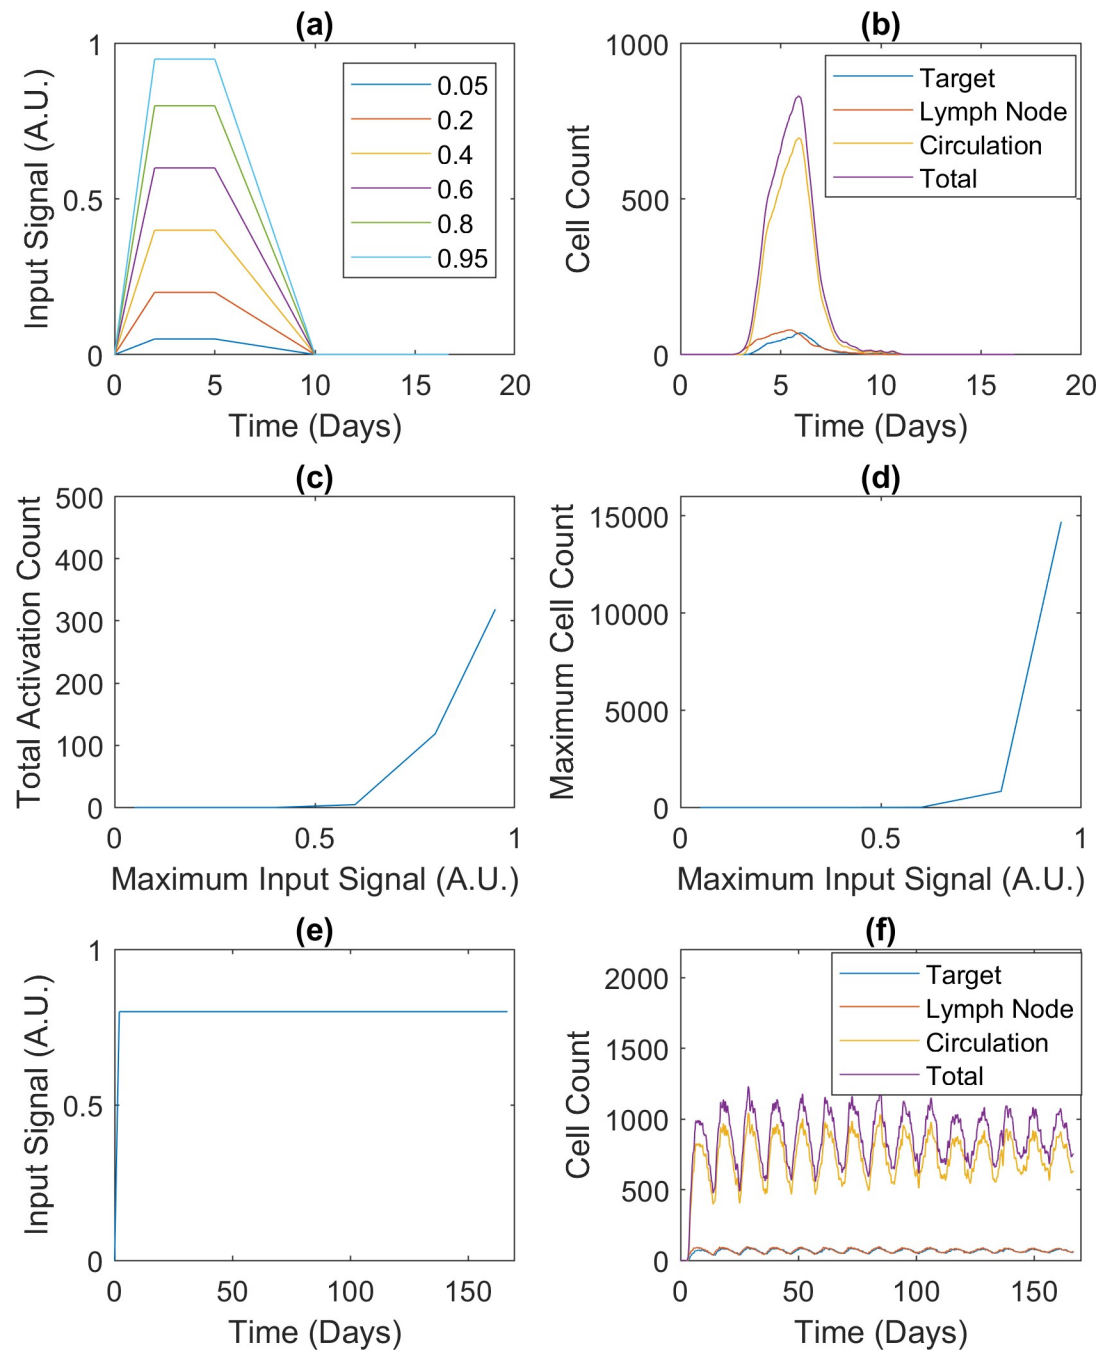 (a)
1
0.5
0
0 5 10 15 20
Input Signal (A.U.)
Time (Days)
0.05
0.2
0.4
0.6
0.8
0.95
(b)
1000
500
0
0 5 10 15 20
Cell Count
Time (Days)
Target
Lymph Node
Circulation
Total
(c)
500
400
300
200
100
0
0 0.5 1
Total Activation Count
Maximum Input Signal (A.U.)
(d)
15000
10000
5000
0
0 0.5 1
Maximum Cell Count
Maximum Input Signal (A.U.)
(e)
1
0.5
0
0 50 100 150
Input Signal (A.U.)
Time (Days)
(f)
2000
1500
1000
500
0
0 50 100 150
Cell Count
Time (Days)
Target
Lymph Node
Circulation
Total